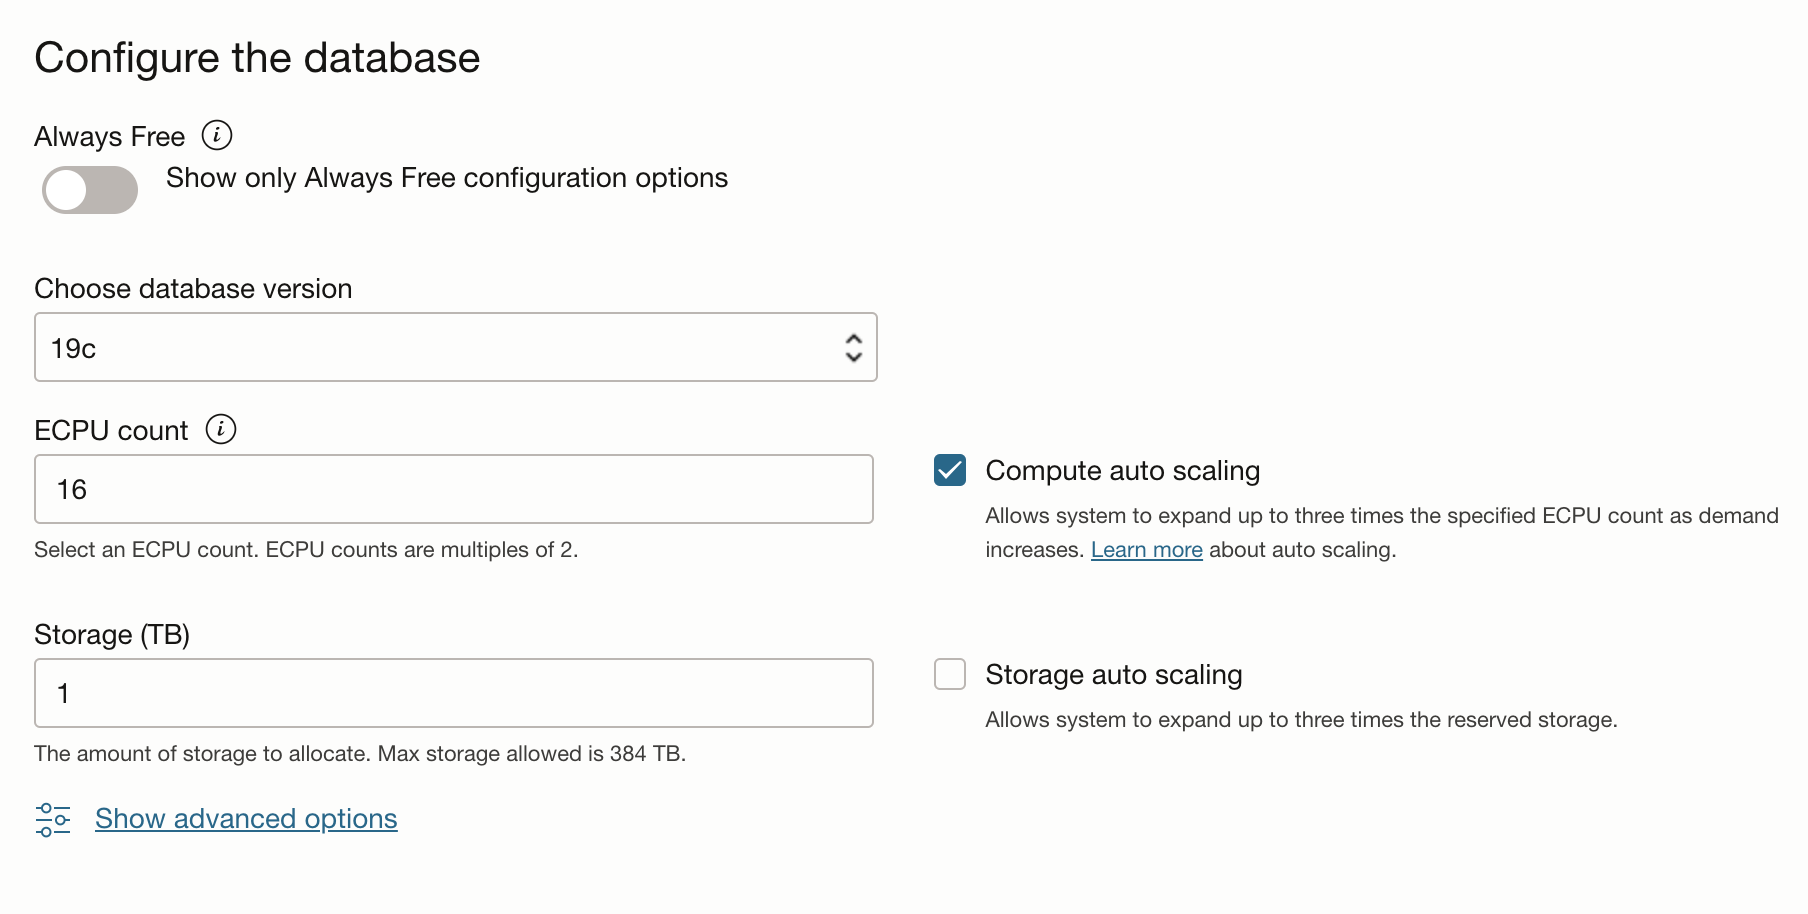 Configure the database
Always Free
Show only Always Free configuration options
Choose database version
19c
ECPU count
16
Select an ECPU count. ECPU counts are multiples of 2.
Compute auto scaling
Allows system to expand up to three times the specified ECPU count as demand
increases. Learn more about auto scaling.
Storage (TB)
1
The amount of storage to allocate. Max storage allowed is 384 TB.
Storage auto scaling
Allows system to expand up to three times the reserved storage.
Show advanced options